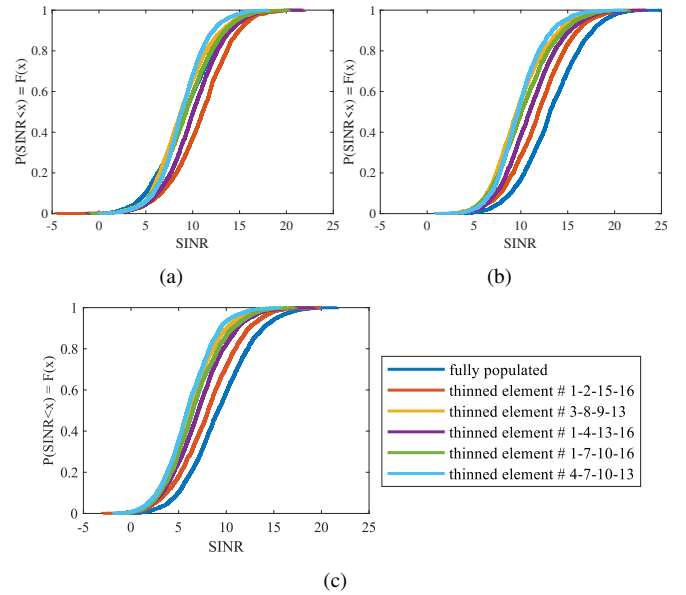 1
0.8
0.6
0.4
0.2
0
P(SINR<x) = F(x)
-5 0 5 10 15 20 25
SINR
(a)
1
0.8
0.6
0.4
0.2
0
P(SINR<x) = F(x)
0 5 10 15 20 25
SINR
(b)
1
0.8
0.6
0.4
0.2
0
P(SINR<x) = F(x)
-5 0 5 10 15 20 25
SINR
(c)
fully populated
thinned element # 1-2-15-16
thinned element # 3-8-9-13
thinned element # 1-4-13-16
thinned element # 1-7-10-16
thinned element # 4-7-10-13